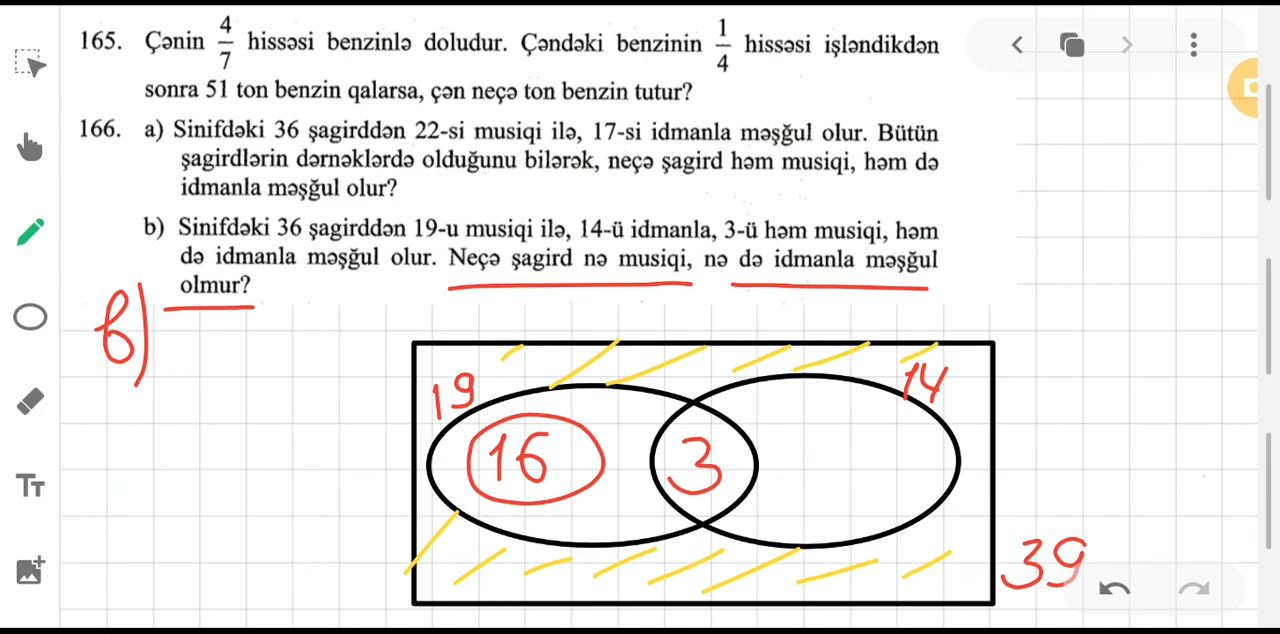 165. Çənin 4/7 hissəsi benzinlə doludur. Çəndəki benzinin 1/4 hissəsi işləndikdən
sonra 51 ton benzin qalarsa, çən neçə ton benzin tutur?
166. a) Sinifdəki 36 şagirddən 22-si musiqi ilə, 17-si idmanla məşğul olur. Bütün
şagirdlərin dərnəklərdə olduğunu bilərək, neçə şagird həm musiqi, həm də
idmanla məşğul olur?
b) Sinifdəki 36 şagirddən 19-u musiqi ilə, 14-ü idmanla, 3-ü həm musiqi, həm
də idmanla məşğul olur. Neçə şagird nə musiqi, nə də idmanla məşğul
olmur?
b)
19 14
16 3
39
Tт